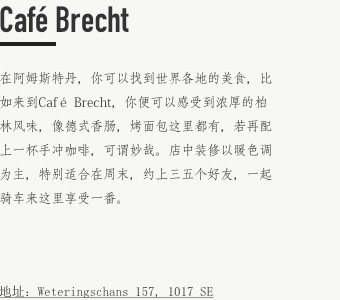 Café Brecht
在阿姆斯特丹，你可以找到世界各地的美食，比
如来到Café Brecht，你便可以感受到浓厚的柏
林风味，像德式香肠，烤面包这里都有，若再配
上一杯手冲咖啡，可谓妙哉。店中装修以暖色调
为主，特别适合在周末，约上三五个好友，一起
骑车来这里享受一番。
地址：Weteringschans 157, 1017 SE